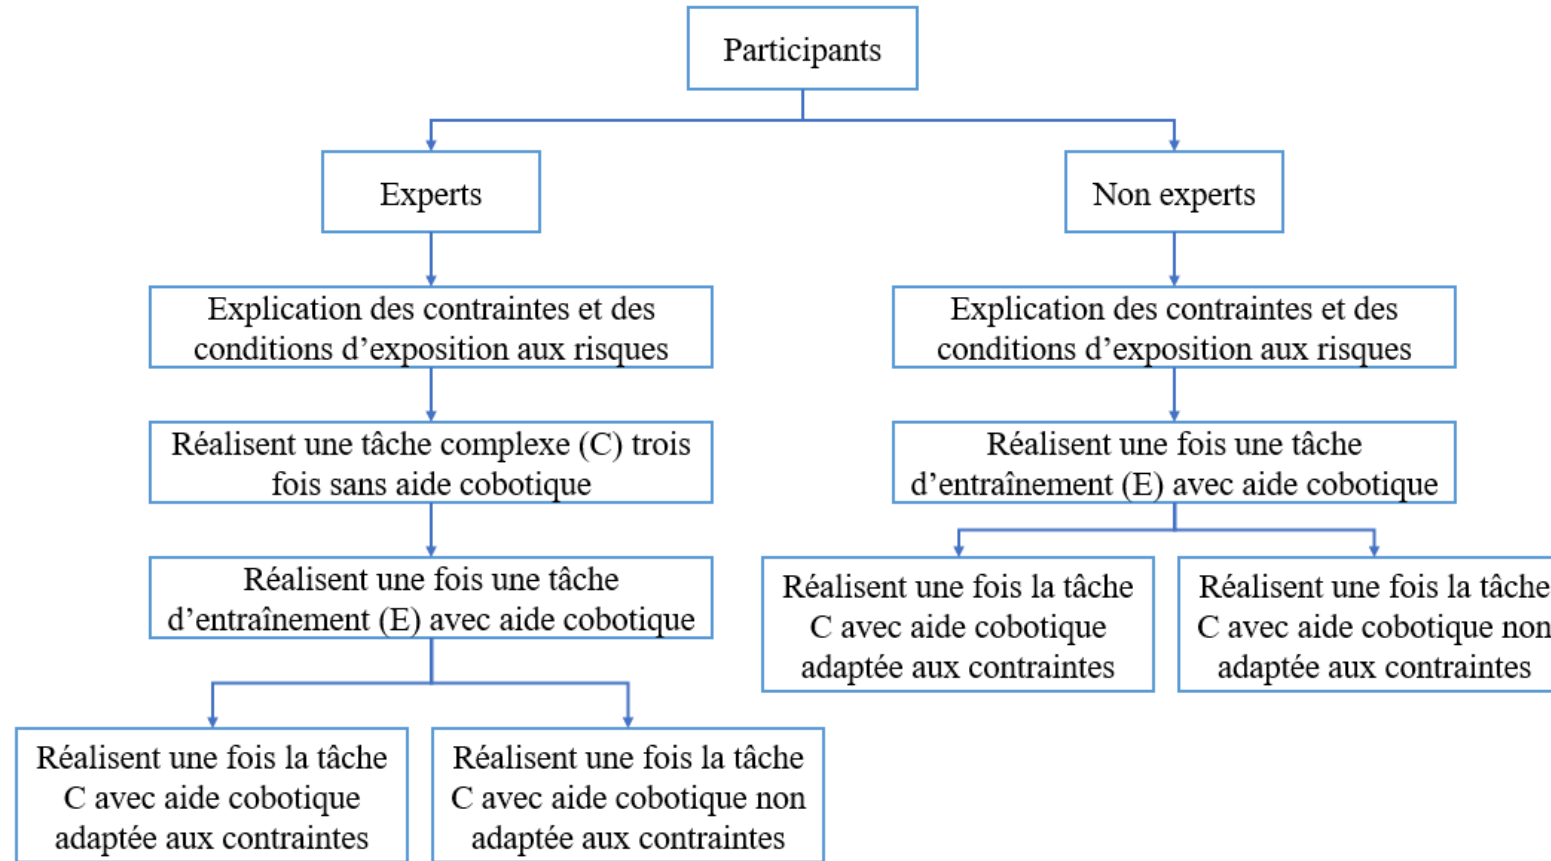 Participants
Experts
Non experts
Explication des contraintes et des
conditions d’exposition aux risques
Explication des contraintes et des
conditions d’exposition aux risques
Réalisent une tâche complexe (C) trois
fois sans aide cobotique
Réalisent une fois une tâche
d’entraînement (E) avec aide cobotique
Réalisent une fois une tâche
d’entraînement (E) avec aide cobotique
Réalisent une fois la tâche
C avec aide cobotique
adaptée aux contraintes
Réalisent une fois la tâche
C avec aide cobotique non
adaptée aux contraintes
Réalisent une fois la tâche
C avec aide cobotique
adaptée aux contraintes
Réalisent une fois la tâche
C avec aide cobotique non
adaptée aux contraintes